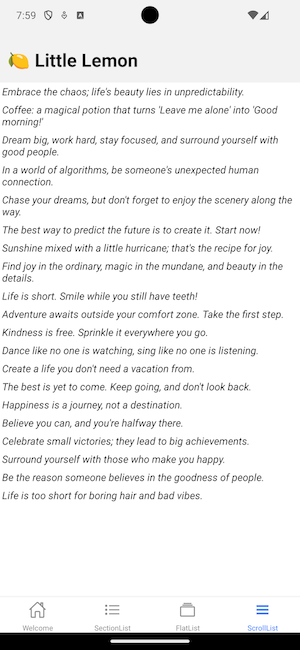 7:59
🍋 Little Lemon
Embrace the chaos; life's beauty lies in unpredictability.
Coffee: a magical potion that turns 'Leave me alone' into 'Good
morning!'
Dream big, work hard, stay focused, and surround yourself with
good people.
In a world of algorithms, be someone's unexpected human
connection.
Chase your dreams, but don't forget to enjoy the scenery along the
way.
The best way to predict the future is to create it. Start now!
Sunshine mixed with a little hurricane; that's the recipe for joy.
Find joy in the ordinary, magic in the mundane, and beauty in the
details.
Life is short. Smile while you still have teeth!
Adventure awaits outside your comfort zone. Take the first step.
Kindness is free. Sprinkle it everywhere you go.
Dance like no one is watching, sing like no one is listening.
Create a life you don't need a vacation from.
The best is yet to come. Keep going, and don't look back.
Happiness is a journey, not a destination.
Believe you can, and you're halfway there.
Celebrate small victories; they lead to big achievements.
Surround yourself with those who make you happy.
Be the reason someone believes in the goodness of people.
Life is too short for boring hair and bad vibes.
Welcome SectionList FlatList ScrollList